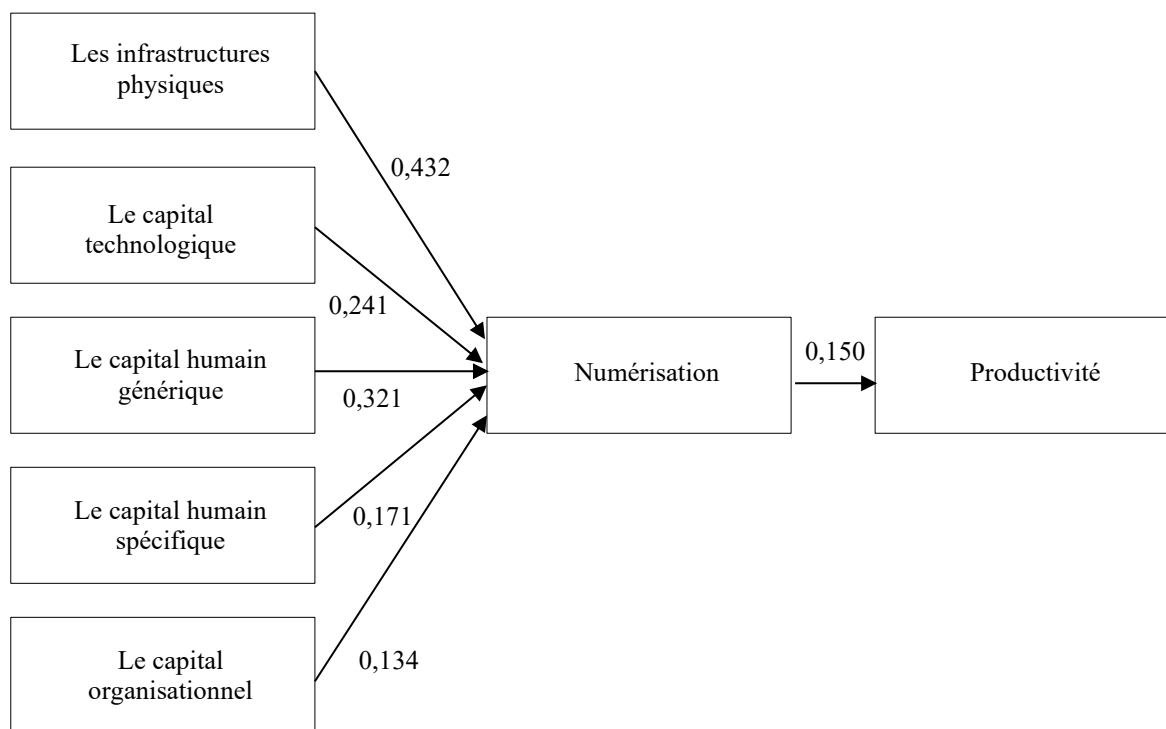 Les infrastructures
physiques
0,432
Le capital
technologique
0,241
Le capital humain
générique
0,321
Numérisation
0,150
Productivité
Le capital humain
spécifique
0,171
Le capital
organisationnel
0,134